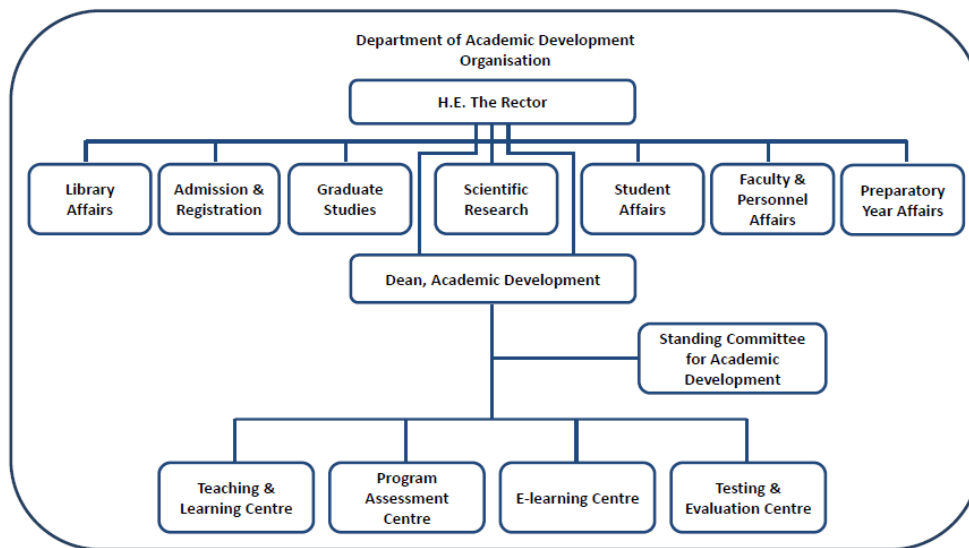 Department of Academic Development
Organisation
H.E. The Rector
Library
Affairs
Admission &
Registration
Graduate
Studies
Scientific
Research
Student
Affairs
Faculty &
Personnel
Affairs
Preparatory
Year Affairs
Dean, Academic Development
Standing Committee
for Academic
Development
Teaching &
Learning Centre
Program
Assessment
Centre
E-learning Centre
Testing &
Evaluation Centre